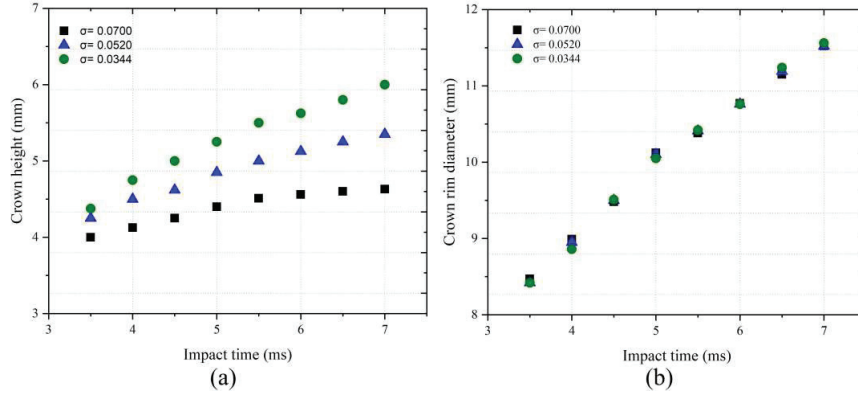 7
6
5
4
3
σ= 0.0700
σ= 0.0520
σ= 0.0344
Crown height (mm)
3 4 5 6 7
Impact time (ms)
(a)
12
11
10
9
8
σ= 0.0700
σ= 0.0520
σ= 0.0344
Crown rim diameter (mm)
3 4 5 6 7
Impact time (ms)
(b)